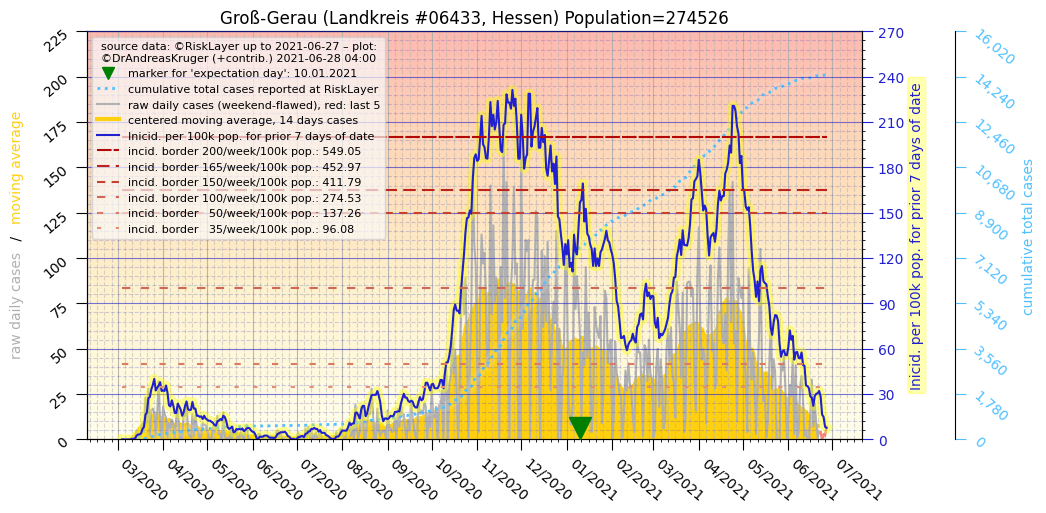 Groß-Gerau (Landkreis #06433, Hessen) Population=274526
source data: ©RiskLayer up to 2021-06-27 – plot:
©DrAndreasKruger (+contrib.) 2021-06-28 04:00
marker for 'expectation day': 10.01.2021
cumulative total cases reported at RiskLayer
raw daily cases (weekend-flawed), red: last 5
centered moving average, 14 days cases
Inicid. per 100k pop. for prior 7 days of date
incid. border 200/week/100k pop.: 549.05
incid. border 165/week/100k pop.: 452.97
incid. border 150/week/100k pop.: 411.79
incid. border 100/week/100k pop.: 274.53
incid. border   50/week/100k pop.: 137.26
incid. border   35/week/100k pop.: 96.08
raw daily cases / moving average
225
200
175
150
125
100
75
50
25
0
270
240
210
180
150
120
90
60
30
0
Inicid. per 100k pop. for prior 7 days of date
16,020
14,240
12,460
10,680
8,900
7,120
5,340
3,560
1,780
0
cumulative total cases
03/2020
04/2020
05/2020
06/2020
07/2020
08/2020
09/2020
10/2020
11/2020
12/2020
01/2021
02/2021
03/2021
04/2021
05/2021
06/2021
07/2021